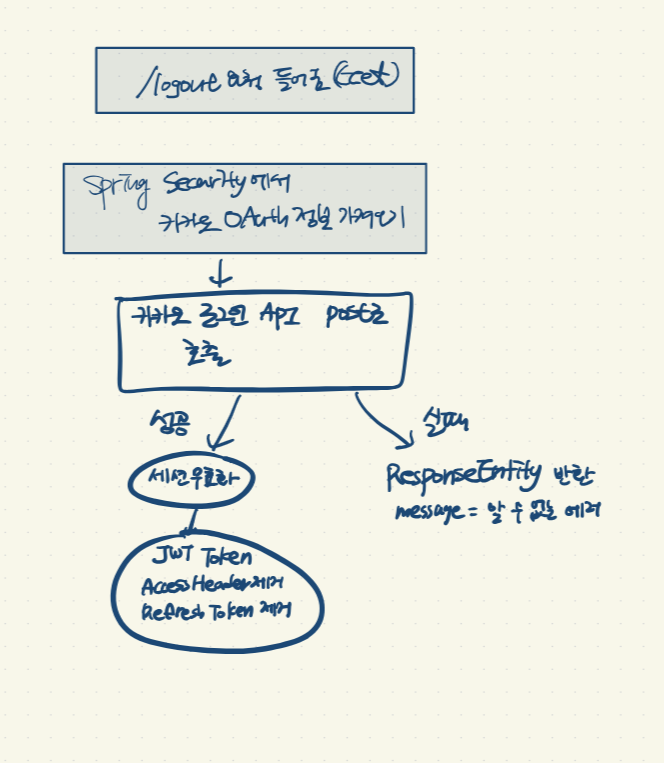 /logout 요청 들어옴 (Get)
Spring Security에서
카카오 OAuth 정보 가져오기
카카오 로그인 API POST로
호출
성공
실패
세션무효화
ResponseEntity 반환
message = 알 수 없는 에러
JWT Token
AccessHeader제거
Refresh Token 제거